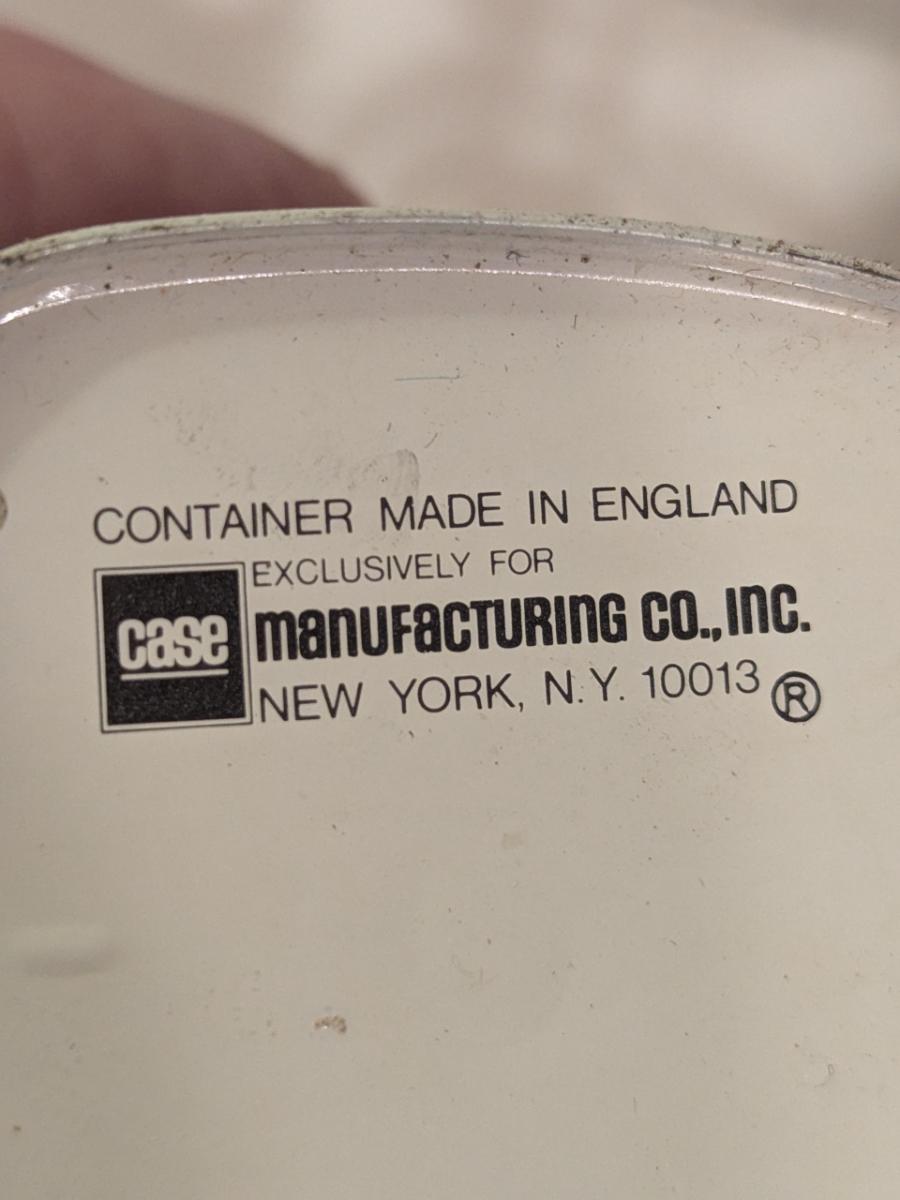 CONTAINER MADE IN ENGLAND
EXCLUSIVELY FOR
case
manUFaCTURING CO., INC.
NEW YORK, N.Y. 10013 ®